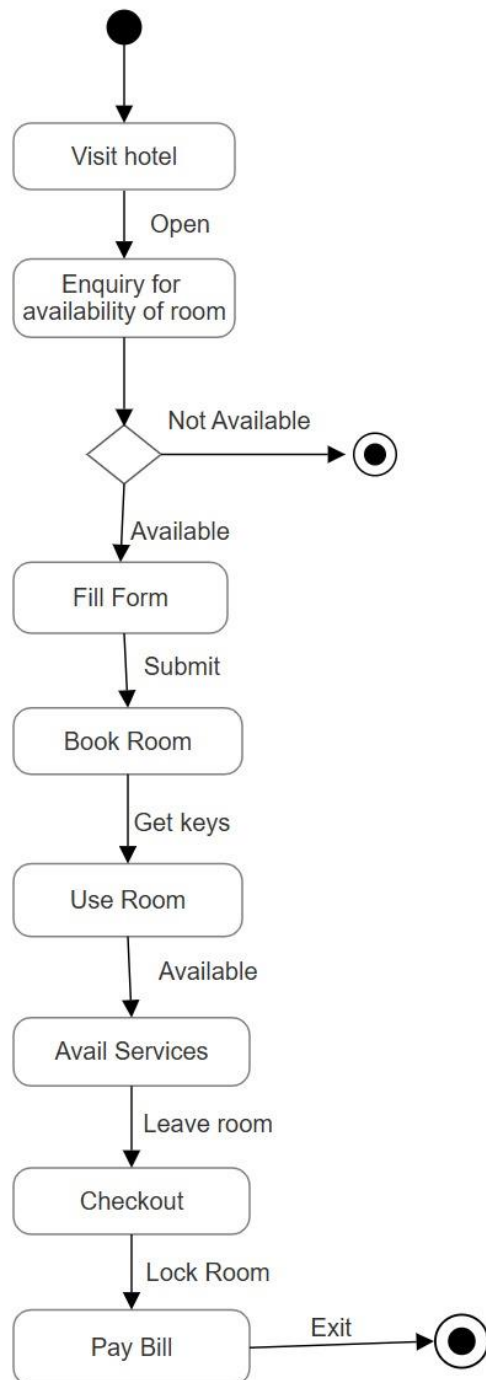 Visit hotel
Open
Enquiry for
availability of room
Not Available
Available
Fill Form
Submit
Book Room
Get keys
Use Room
Available
Avail Services
Leave room
Checkout
Lock Room
Exit
Pay Bill